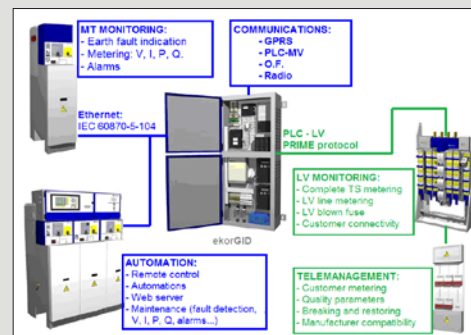 MT MONITORING:
- Earth fault indication
- Metering: V, I, P, Q.
- Alarms
COMMUNICATIONS:
- GPRS
- PLC-MV
- O.F.
- Radio
Ethernet:
IEC 60870-5-104
PLC - LV
PRIME protocol
LV MONITORING:
- Complete TS metering
- LV line metering
- LV blown fuse
- Customer connectivity
ekorGID
AUTOMATION:
- Remote control
- Automations
- Web server
- Maintenance (fault detection,
V, I, P, Q, alarms...)
TELEMANAGEMENT:
- Customer metering
- Quality parameters
- Breaking and restoring
- Manufacturer compatibility